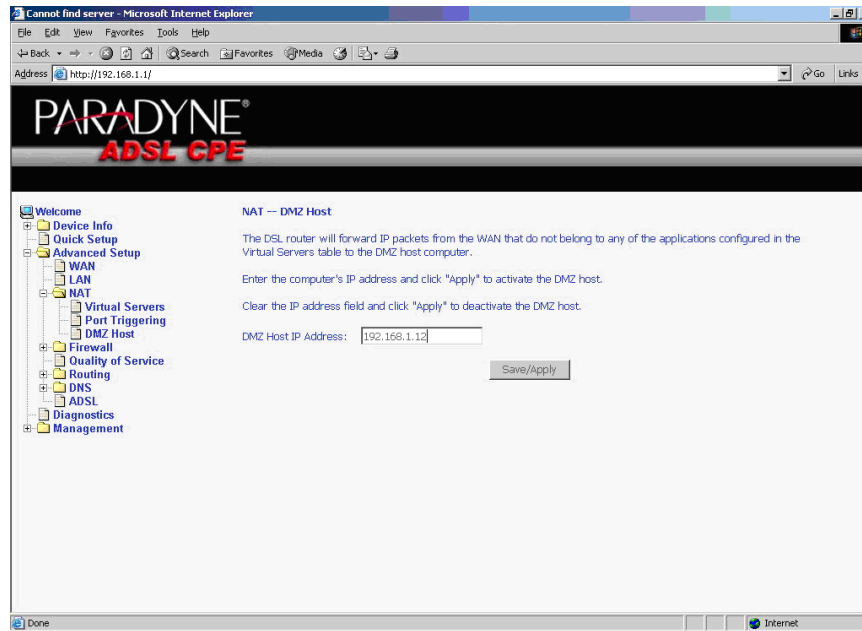 Cannot find server - Microsoft Internet Explorer
File Edit View Favorites Tools Help
Back Search Favorites Media
Address http://192.168.1.1/ Go Links
PARADYNE®
ADSL CPE
Welcome
Device Info
Quick Setup
Advanced Setup
WAN
LAN
NAT
Virtual Servers
Port Triggering
DMZ Host
Firewall
Quality of Service
Routing
DNS
ADSL
Diagnostics
Management
NAT -- DMZ Host
The DSL router will forward IP packets from the WAN that do not belong to any of the applications configured in the
Virtual Servers table to the DMZ host computer.
Enter the computer's IP address and click "Apply" to activate the DMZ host.
Clear the IP address field and click "Apply" to deactivate the DMZ host.
DMZ Host IP Address: 192.168.1.12
Save/Apply
Done Internet